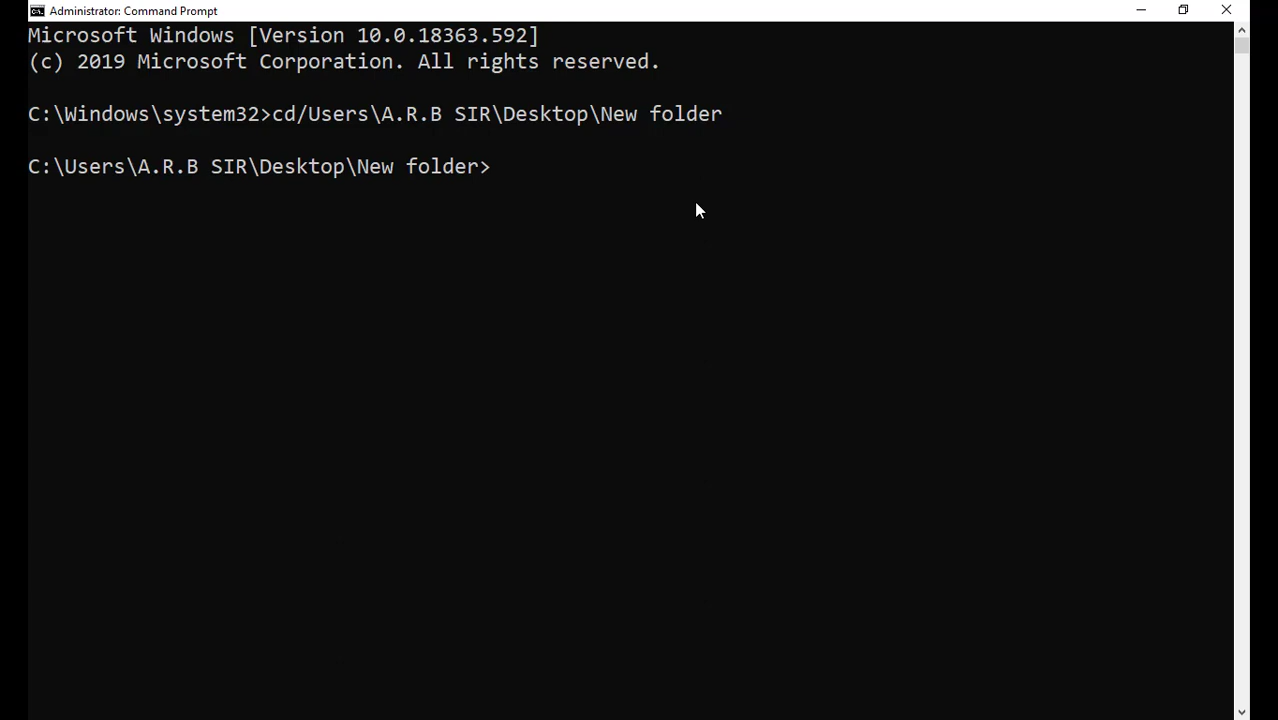 Administrator: Command Prompt
Microsoft Windows [Version 10.0.18363.592]
(c) 2019 Microsoft Corporation. All rights reserved.
C:\Windows\system32>cd/Users\A.R.B SIR\Desktop\New folder
C:\Users\A.R.B SIR\Desktop\New folder>